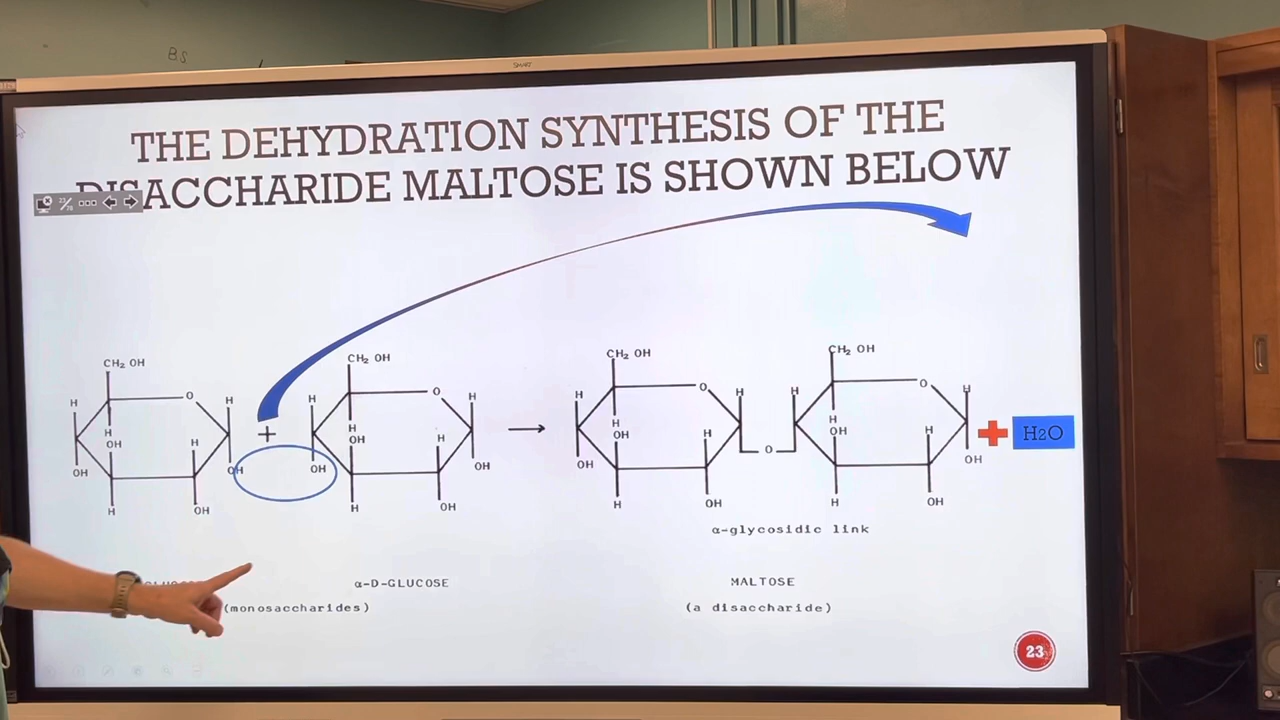 BS
SMART
THE DEHYDRATION SYNTHESIS OF THE
DISACCHARIDE MALTOSE IS SHOWN BELOW
CH₂ OH CH₂ OH CH₂ OH CH₂ OH
H O H + H O H → H O H H O H
H H H H
OH H OH H OH H OH H
OH OH OH OH OH O OH + H2O
H OH H OH H OH H OH
α-glycosidic link
α-D-GLUCOSE MALTOSE
(monosaccharides) (a disaccharide)
23